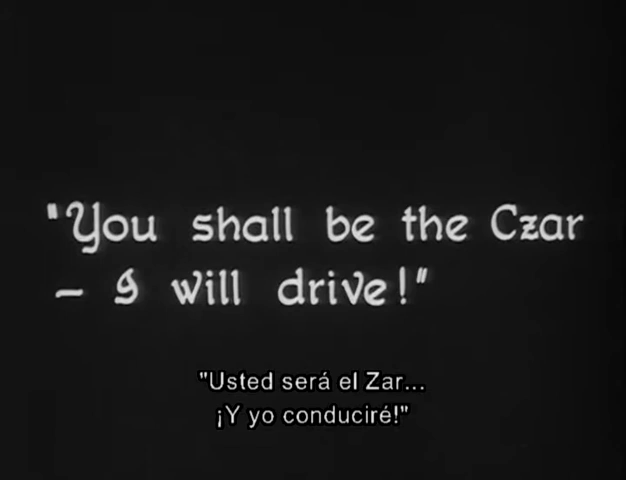 "You shall be the Czar
– I will drive!"
"Usted será el Zar...
¡Y yo conduciré!"